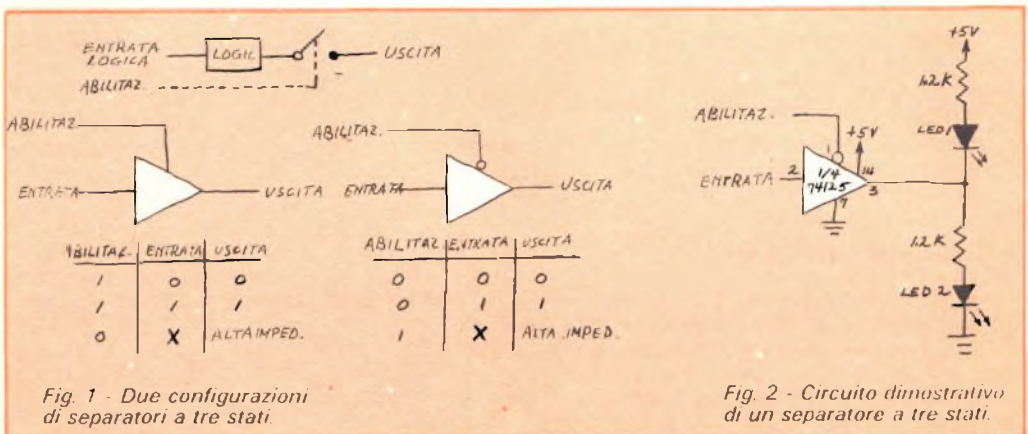 ENTRATA LOGICA
LOGIC
USCITA
ABILITAZ.
ABILITAZ.
ENTRATA
USCITA
ABILITAZ. ENTRATA USCITA
1 0 0
1 1 1
0 X ALTA IMPED.
Fig. 1 - Due configurazioni
di separatori a tre stati.
ABILITAZ.
ENTRATA
USCITA
ABILITAZ ENTRATA USCITA
0 0 0
0 1 1
1 X ALTA IMPED.
ABILITAZ.
ENTRATA
2
1
+5V
14
1/4
74125
3
7
+5V
1.2K
LED 1
1.2K
LED 2
Fig. 2 - Circuito dimostrativo
di un separatore a tre stati.